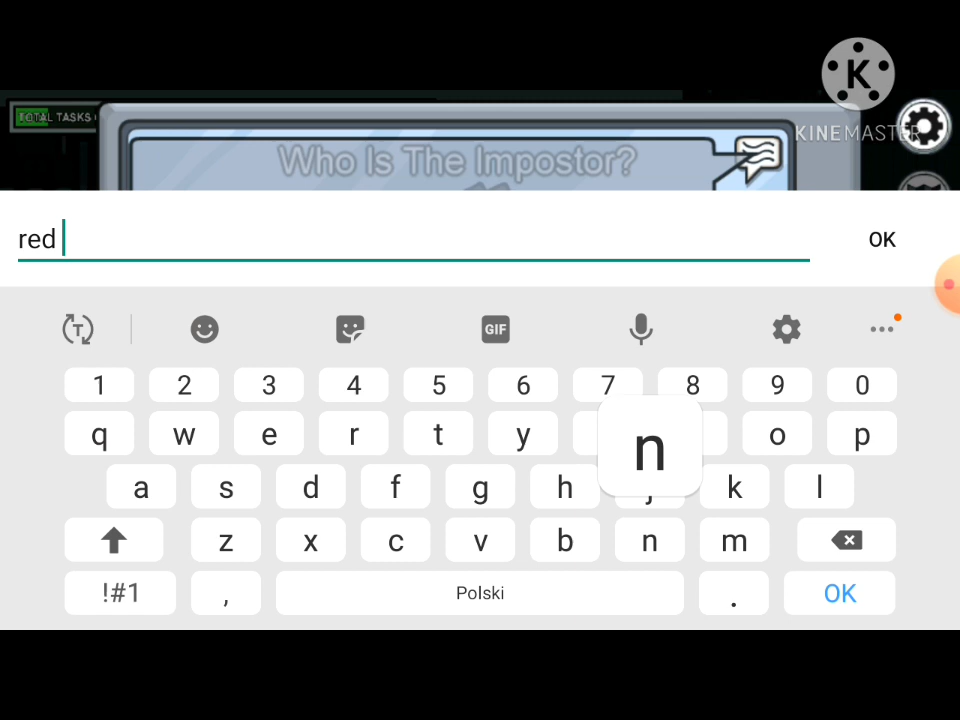 K
KINEMASTER
TOTAL TASKS
Who Is The Impostor?
red
OK
T
GIF
1 2 3 4 5 6 7 8 9 0
q w e r t y o p
n
a s d f g h j k l
z x c v b n m
!#1 , Polski . OK